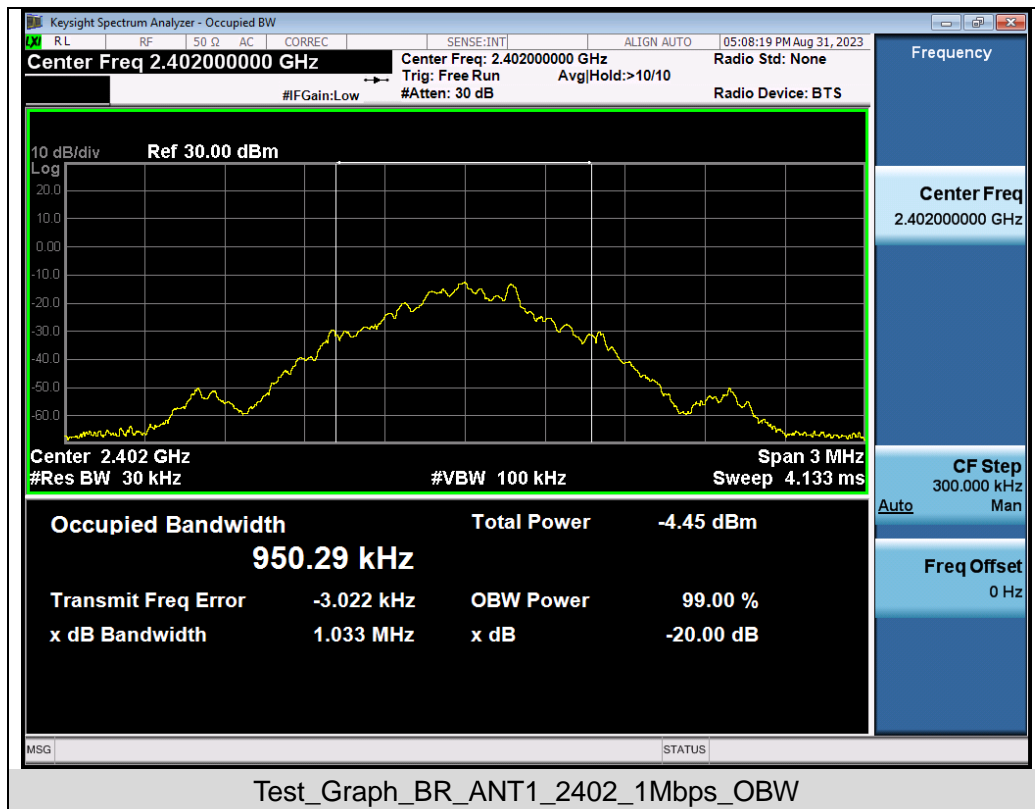 Keysight Spectrum Analyzer - Occupied BW
LXI RL RF 50 Ω AC CORREC SENSE:INT ALIGN AUTO 05:08:19 PM Aug 31, 2023
Center Freq 2.402000000 GHz
Center Freq: 2.402000000 GHz Radio Std: None
Trig: Free Run Avg|Hold:>10/10
#IFGain:Low #Atten: 30 dB Radio Device: BTS
10 dB/div Ref 30.00 dBm
Log
20.0
10.0
0.00
-10.0
-20.0
-30.0
-40.0
-50.0
-60.0
Center 2.402 GHz Span 3 MHz
#Res BW 30 kHz #VBW 100 kHz Sweep 4.133 ms
Occupied Bandwidth Total Power -4.45 dBm
950.29 kHz
Transmit Freq Error -3.022 kHz OBW Power 99.00 %
x dB Bandwidth 1.033 MHz x dB -20.00 dB
MSG STATUS
Frequency
Center Freq
2.402000000 GHz
CF Step
300.000 kHz
Auto Man
Freq Offset
0 Hz
Test_Graph_BR_ANT1_2402_1Mbps_OBW